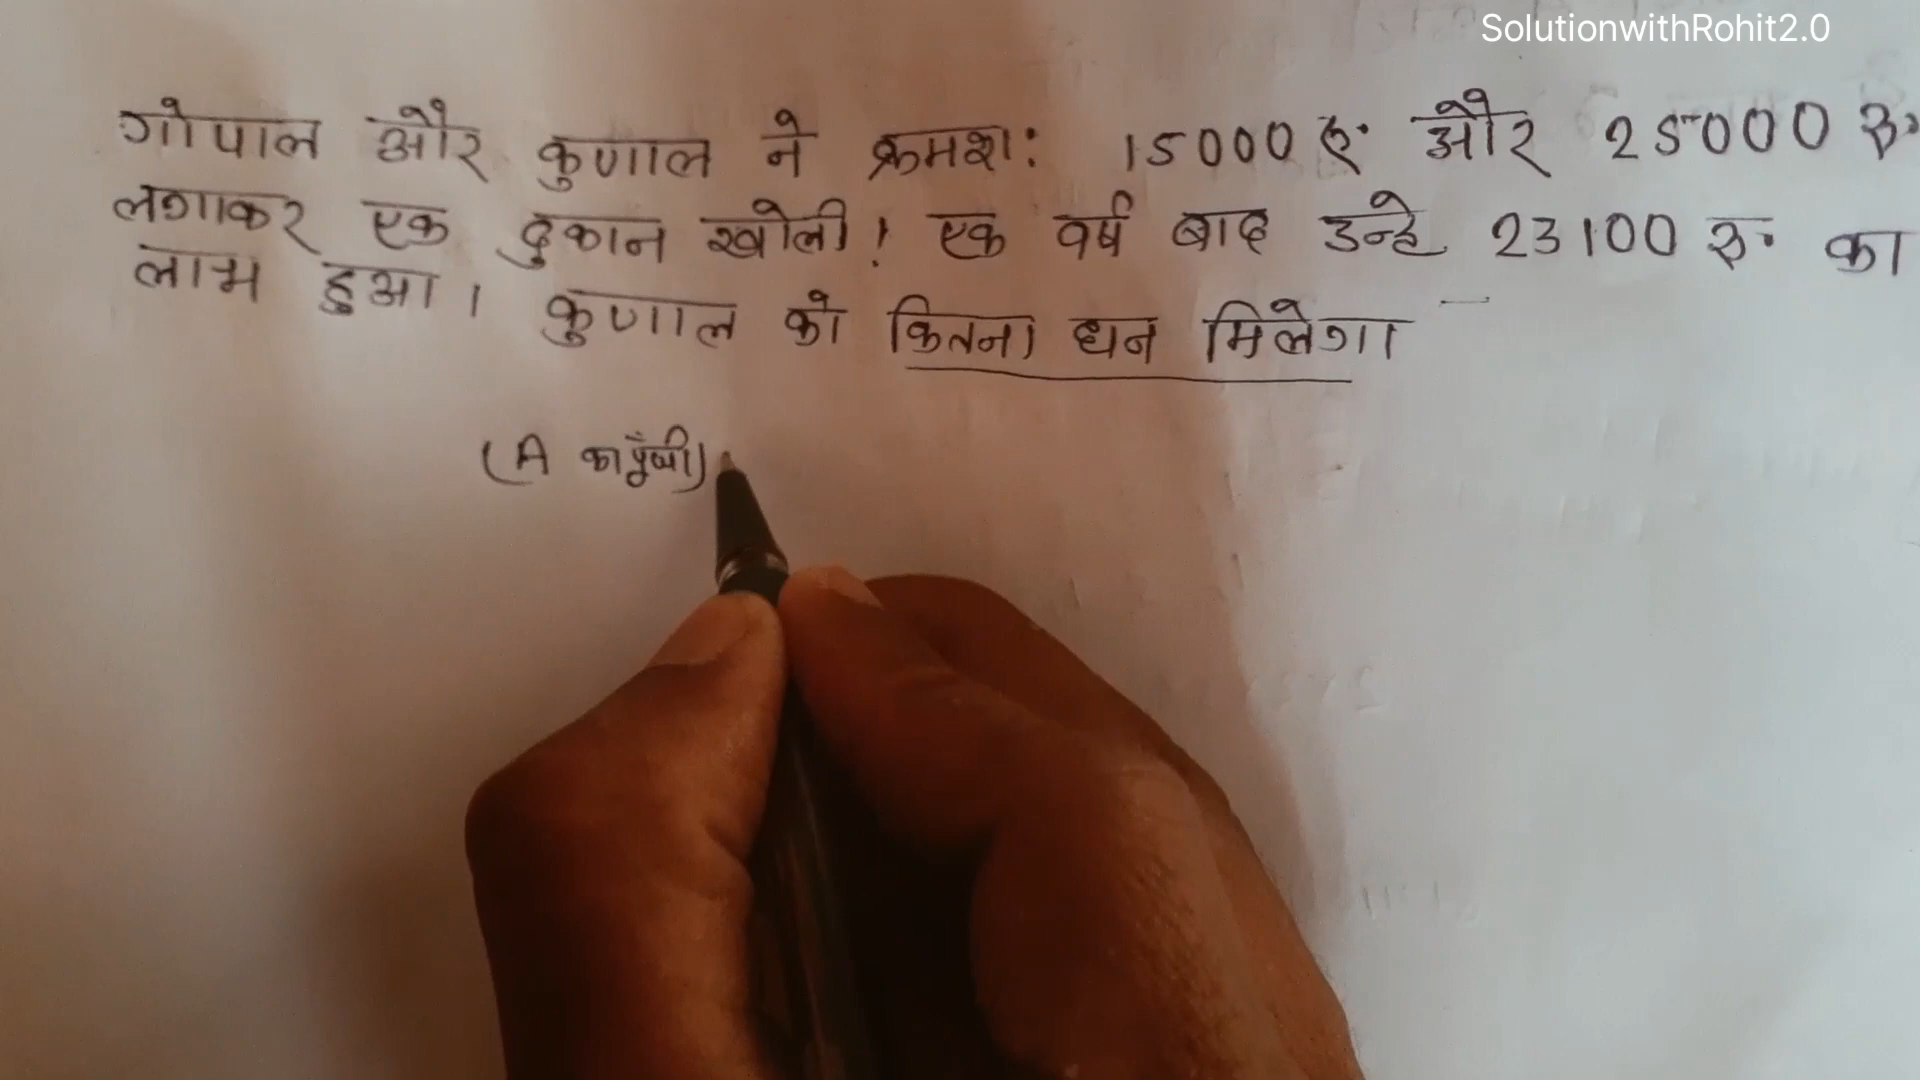 SolutionwithRohit2.0
गोपाल और कुणाल ने क्रमश: 15000 रु. और 25000 रु.
लगाकर एक दुकान खोली! एक वर्ष बाद उन्हे 23100 रु. का
लाभ हुआ। कुणाल को कितना धन मिलेगा
(A का पूँजी)